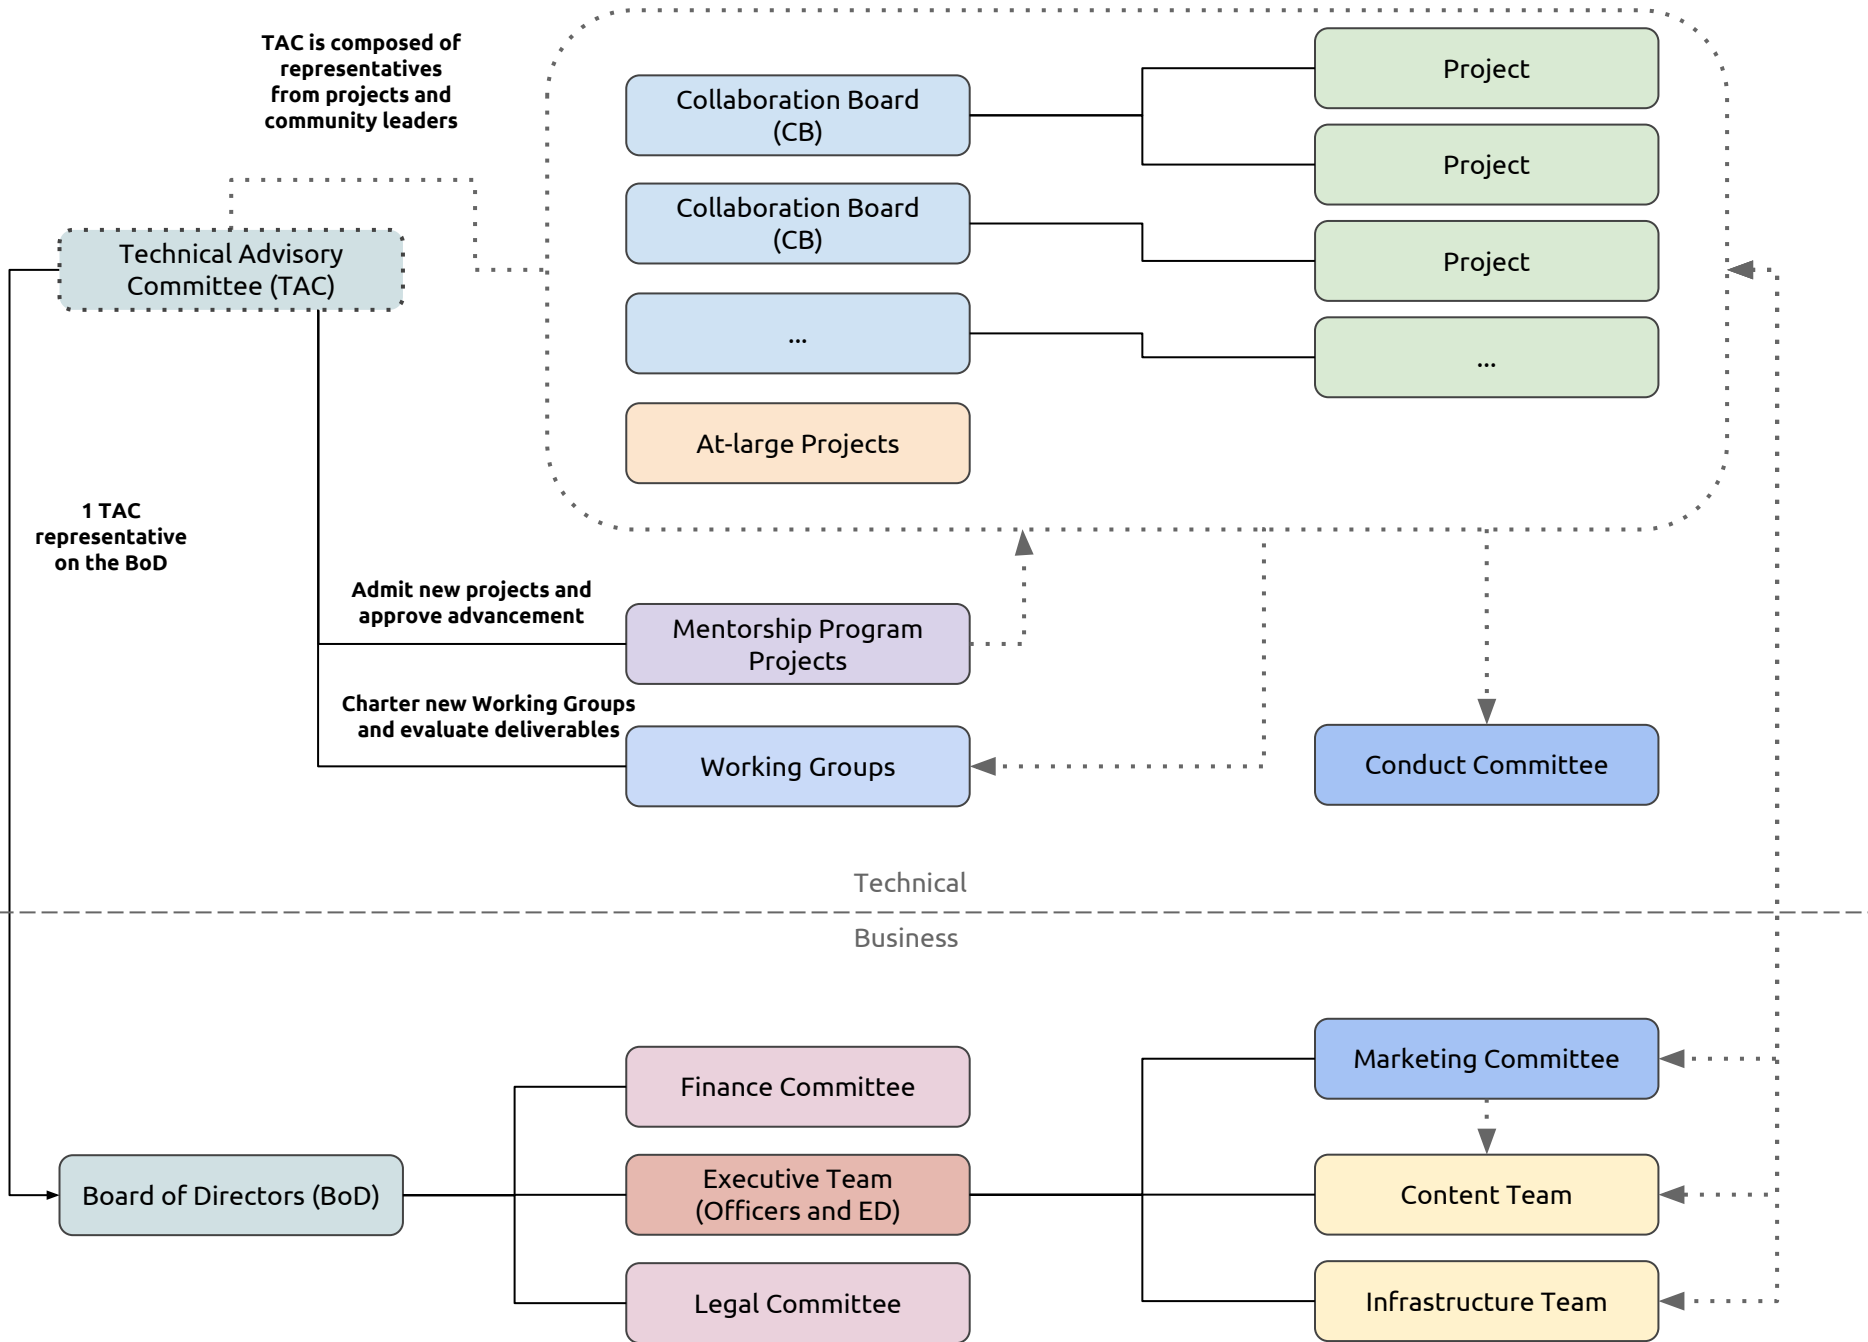 TAC is composed of
representatives
from projects and
community leaders
Collaboration Board
(CB)
Project
Project
Collaboration Board
(CB)
Project
Technical Advisory
Committee (TAC)
...
...
At-large Projects
1 TAC
representative
on the BoD
Admit new projects and
approve advancement
Mentorship Program
Projects
Charter new Working Groups
and evaluate deliverables
Working Groups
Conduct Committee
Technical
Business
Finance Committee
Marketing Committee
Board of Directors (BoD)
Executive Team
(Officers and ED)
Content Team
Legal Committee
Infrastructure Team